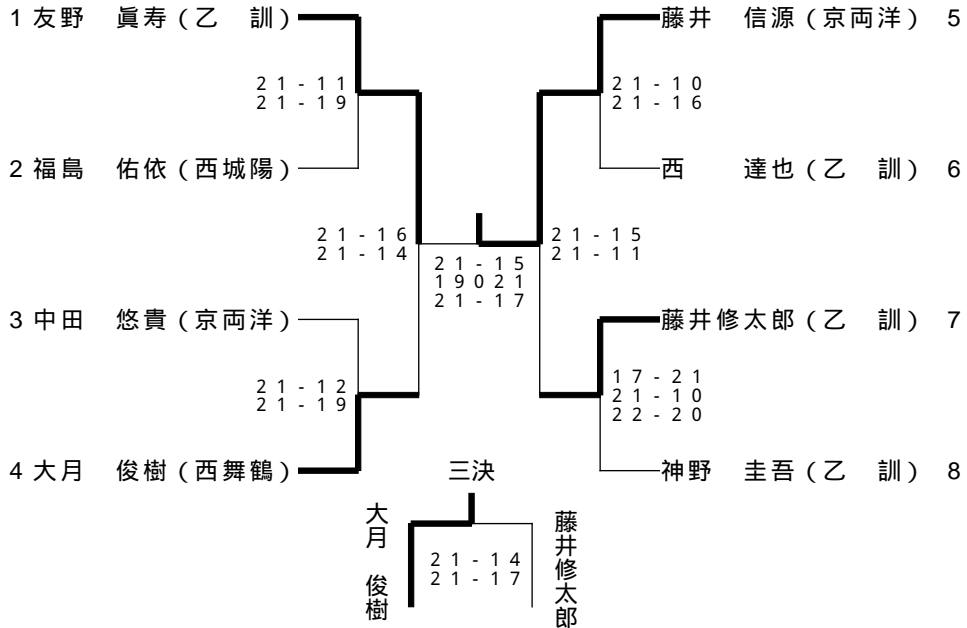 1 友野　眞寿（乙　訓）
藤井　信源（京両洋） 5
21-11
21-19
21-10
21-16
2 福島　佑依（西城陽）
西　　達也（乙　訓） 6
21-16
21-14
21-15
19021
21-17
21-15
21-11
3 中田　悠貴（京両洋）
藤井修太郎（乙　訓） 7
21-12
21-19
17-21
21-10
22-20
4 大月　俊樹（西舞鶴）
三決
神野　圭吾（乙　訓） 8
大月　俊樹
21-14
21-17
藤井修太郎